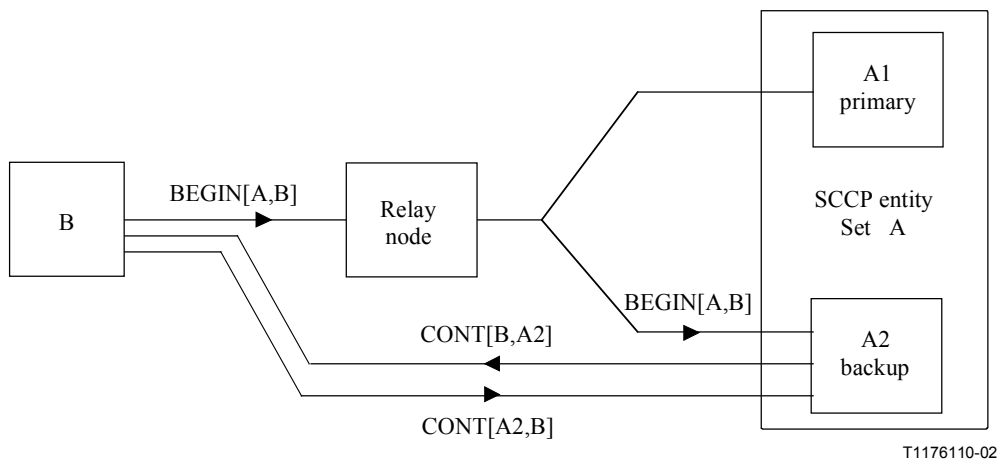 A1
primary
BEGIN[A,B]
B
Relay
node
SCCP entity
Set A
BEGIN[A,B]
CONT[B,A2]
A2
backup
CONT[A2,B]
T1176110-02